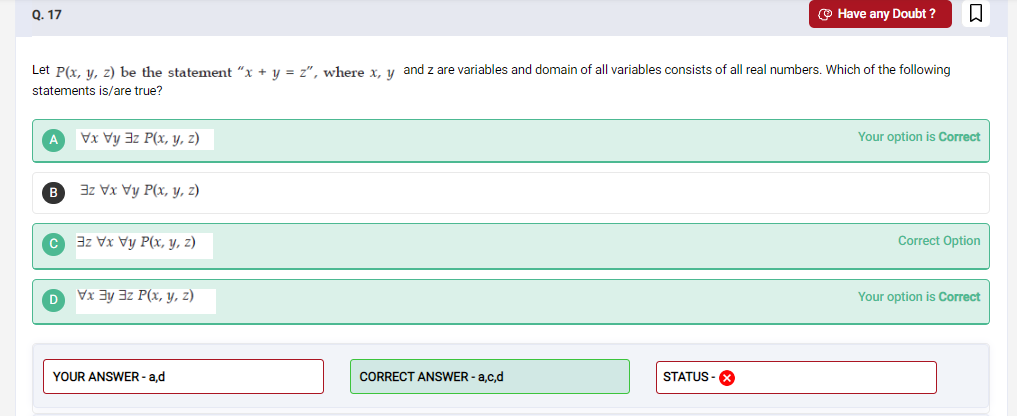 Q. 17
Have any Doubt ?
Let P(x, y, z) be the statement “x + y = z”, where x, y and z are variables and domain of all variables consists of all real numbers. Which of the following
statements is/are true?
A ∀x ∀y ∃z P(x, y, z) Your option is Correct
B ∃z ∀x ∀y P(x, y, z)
C ∃z ∀x ∀y P(x, y, z) Correct Option
D ∀x ∃y ∃z P(x, y, z) Your option is Correct
YOUR ANSWER - a,d CORRECT ANSWER - a,c,d STATUS -